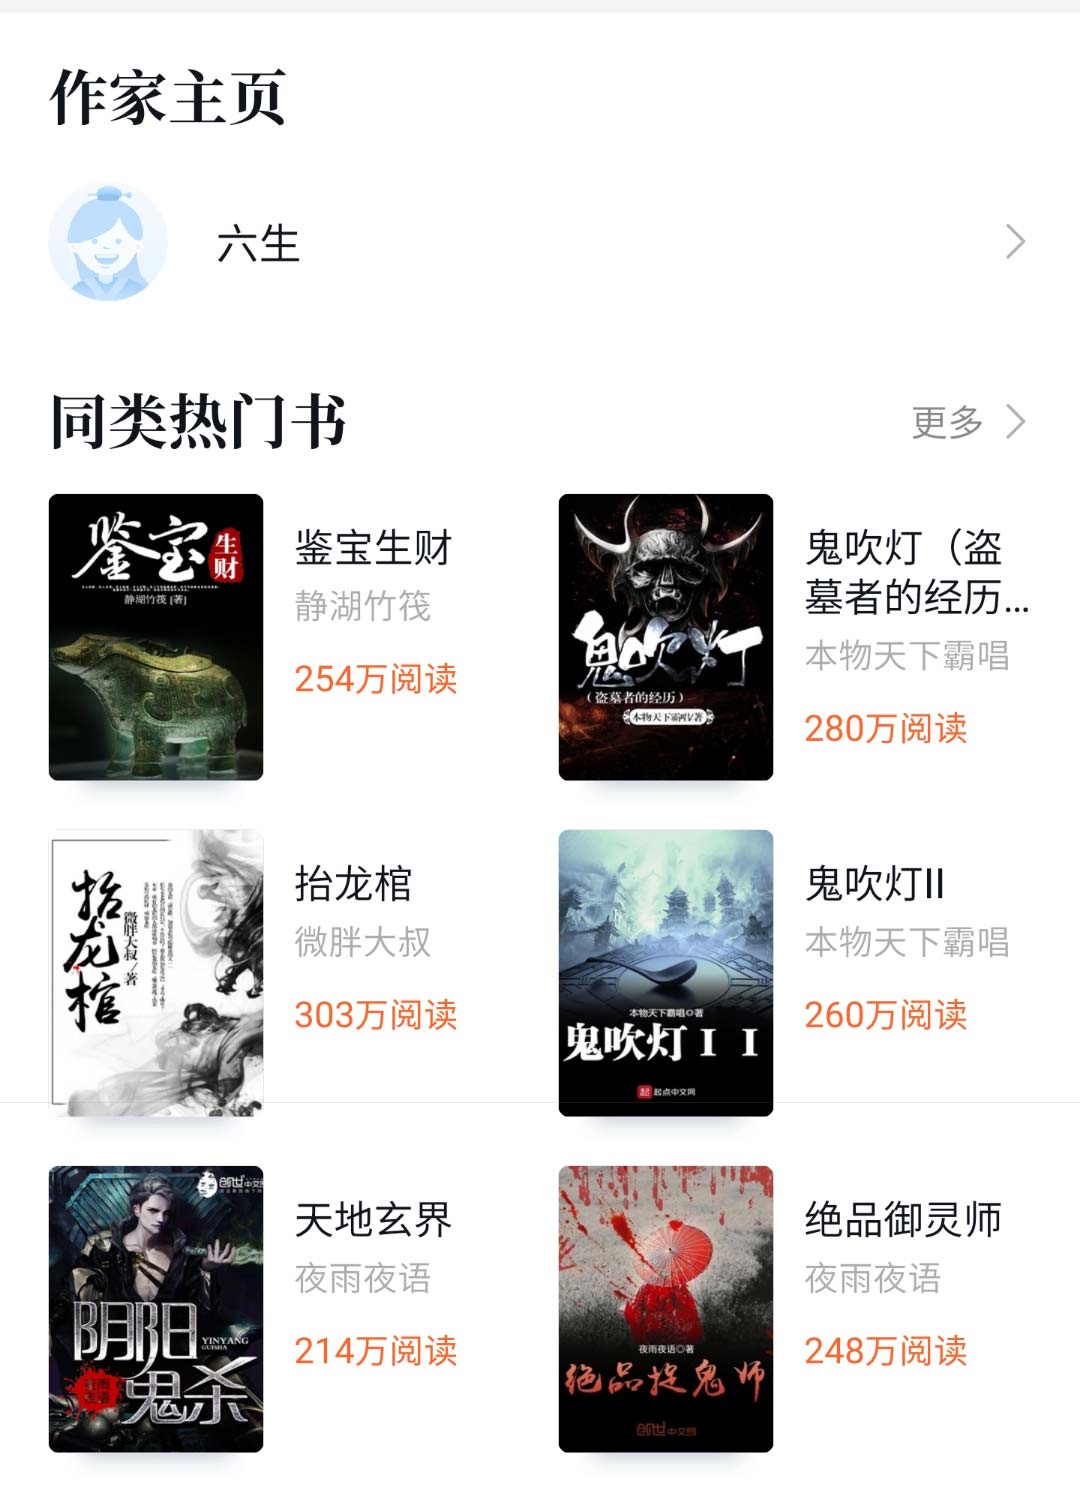 作家主页
六生
同类热门书
更多
鉴宝
生财
静湖竹筏 [著]
鉴宝生财
静湖竹筏
254万阅读
鬼吹灯
（盗墓者的经历）
鬼吹灯（盗
墓者的经历...
本物天下霸唱
280万阅读
抬龙棺
微胖大叔／著
抬龙棺
微胖大叔
303万阅读
本物天下霸唱◎著
鬼吹灯II
起点中文网
鬼吹灯II
本物天下霸唱
260万阅读
创世中文网
阴阳
YINYANG
GUISHA
鬼杀
天地玄界
夜雨夜语
214万阅读
夜雨夜语◎著
绝品捉鬼师
创世中文网
绝品御灵师
夜雨夜语
248万阅读